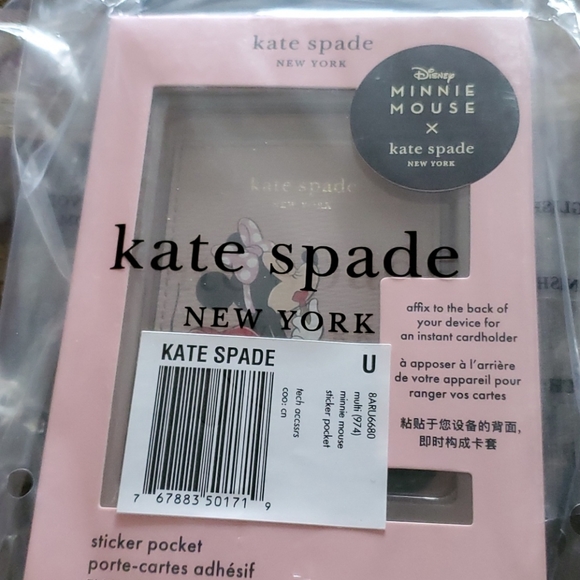 kate spade
NEW YORK
Disney
MINNIE
MOUSE
×
kate spade
NEW YORK
kate spade
NEW YORK
kate spade
NEW YORK
affix to the back of
your device for
an instant cardholder
à apposer à l'arrière
de votre appareil pour
ranger vos cartes
粘贴于您设备的背面,
即时构成卡套
KATE SPADE
U
8ARU6680
multi (974)
minnie mouse
sticker pocket
tech accssrs
coo: cn
7 67883 50171 9
sticker pocket
porte-cartes adhésif